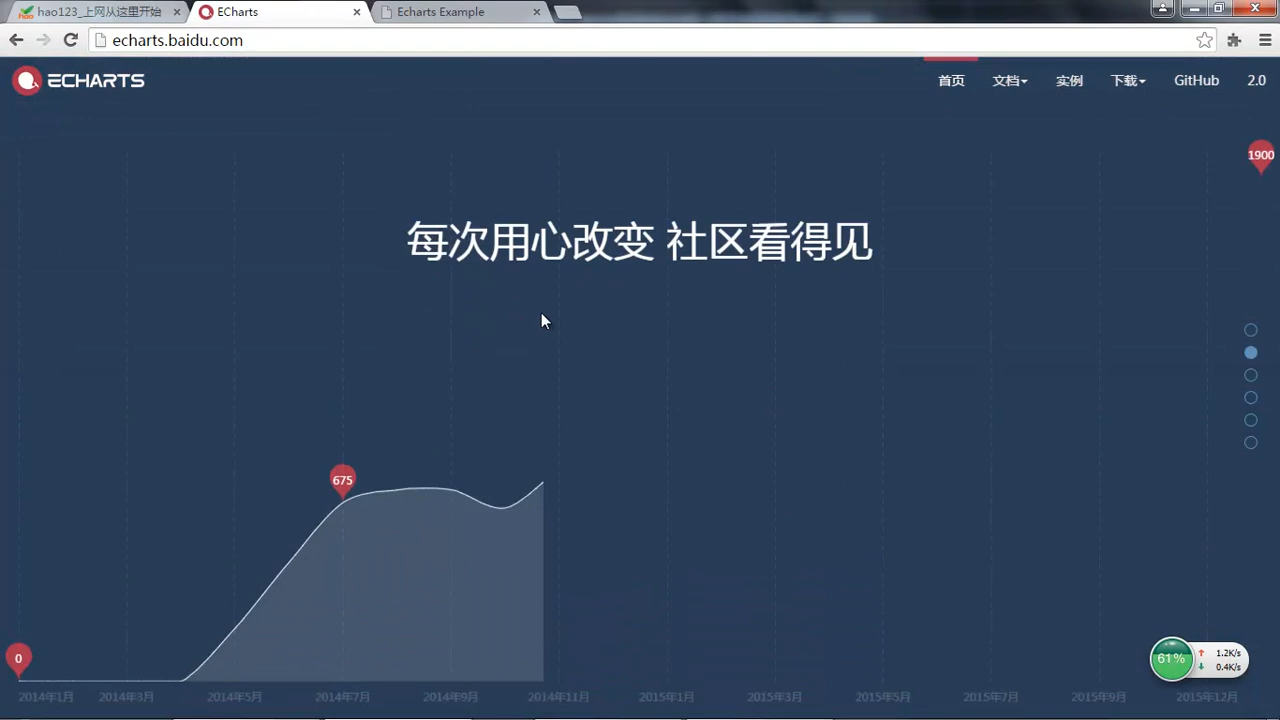 hao123_上网从这里开始
ECharts
Echarts Example
echarts.baidu.com
ECHARTS
首页
文档
实例
下载
GitHub
2.0
1900
每次用心改变 社区看得见
675
0
61%
1.2K/s
0.4K/s
2014年1月
2014年3月
2014年5月
2014年7月
2014年9月
2014年11月
2015年1月
2015年3月
2015年5月
2015年7月
2015年9月
2015年12月